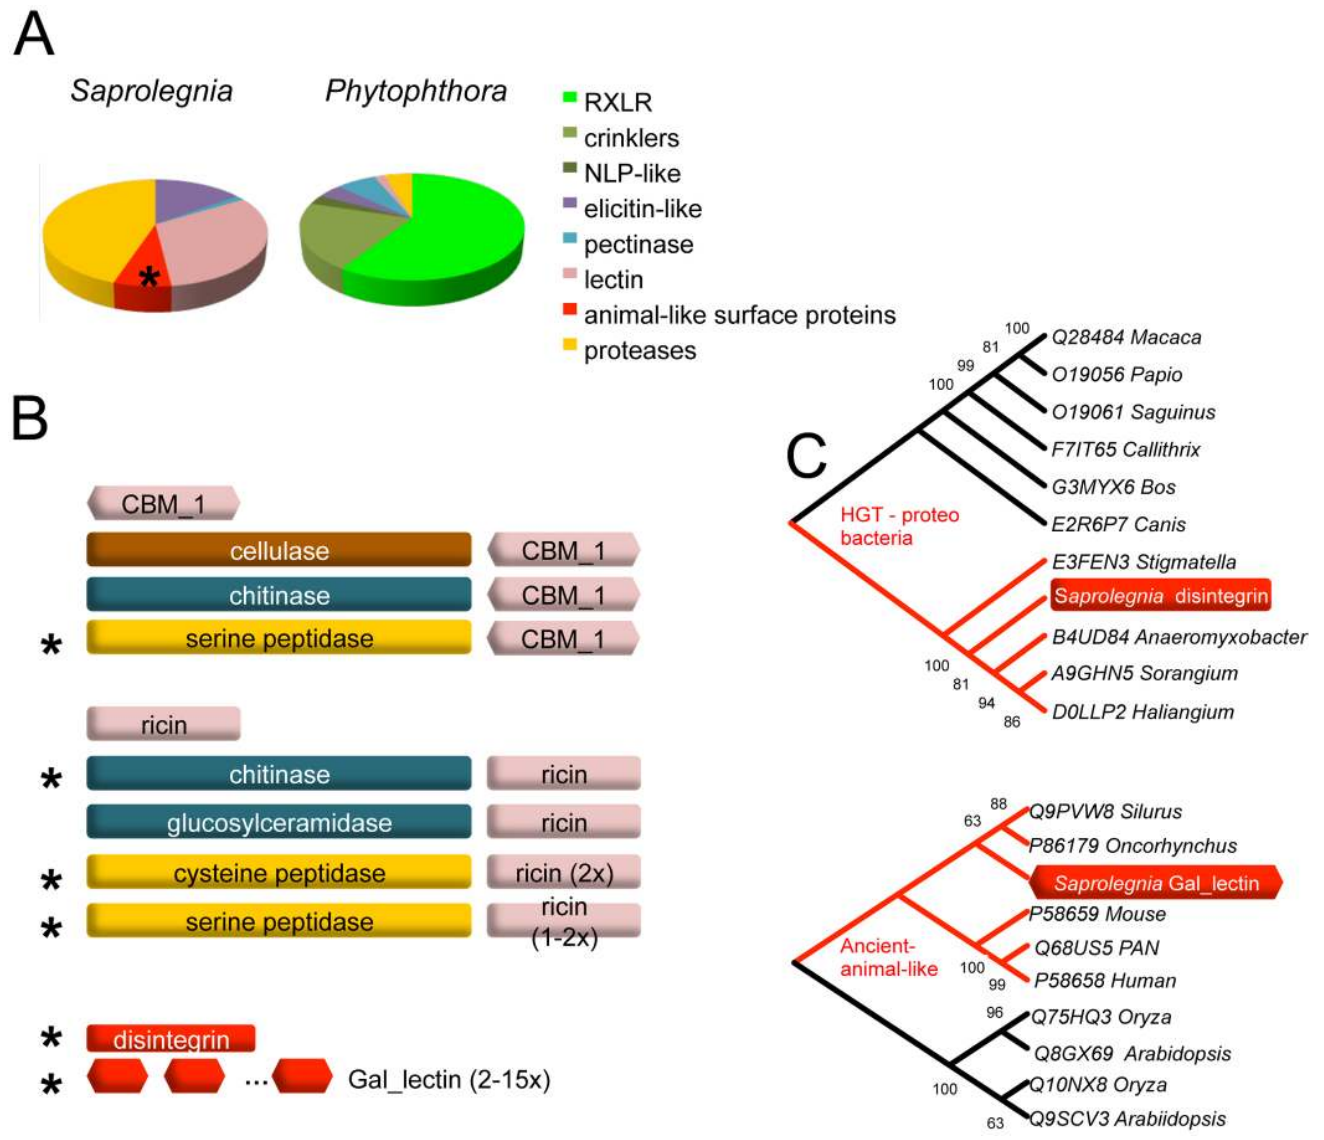 A
Saprolegnia
Phytophthora
RXLR
crinklers
NLP-like
elicitin-like
pectinase
lectin
animal-like surface proteins
proteases
*
B
CBM_1
cellulase CBM_1
chitinase CBM_1
* serine peptidase CBM_1
ricin
* chitinase ricin
glucosylceramidase ricin
* cysteine peptidase ricin (2x)
* serine peptidase ricin
(1-2x)
* disintegrin
* ... Gal_lectin (2-15x)
C
100 Q28484 Macaca
81 O19056 Papio
99 O19061 Saguinus
100 F7IT65 Callithrix
G3MYX6 Bos
E2R6P7 Canis
HGT - proteo
bacteria
E3FEN3 Stigmatella
Saprolegnia disintegrin
B4UD84 Anaeromyxobacter
100 A9GHN5 Sorangium
81
94 D0LLP2 Haliangium
86
88 Q9PVW8 Silurus
63 P86179 Oncorhynchus
Saprolegnia Gal_lectin
P58659 Mouse
Ancient-
animal-like
Q68US5 PAN
100
99 P58658 Human
96 Q75HQ3 Oryza
Q8GX69 Arabidopsis
100 Q10NX8 Oryza
63 Q9SCV3 Arabiidopsis